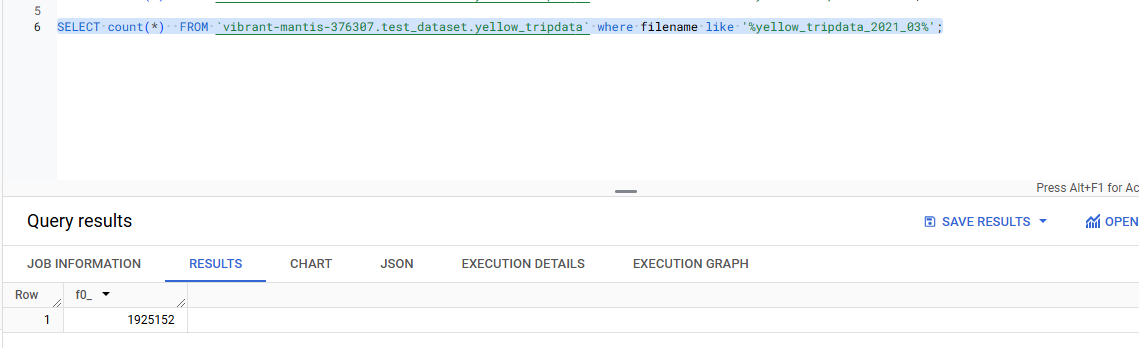 5
6 SELECT count(*) FROM `vibrant-mantis-376307.test_dataset.yellow_tripdata` where filename like '%yellow_tripdata_2021_03%';
Press Alt+F1 for Ac
Query results
SAVE RESULTS
OPEN
JOB INFORMATION RESULTS CHART JSON EXECUTION DETAILS EXECUTION GRAPH
Row f0_
1 1925152